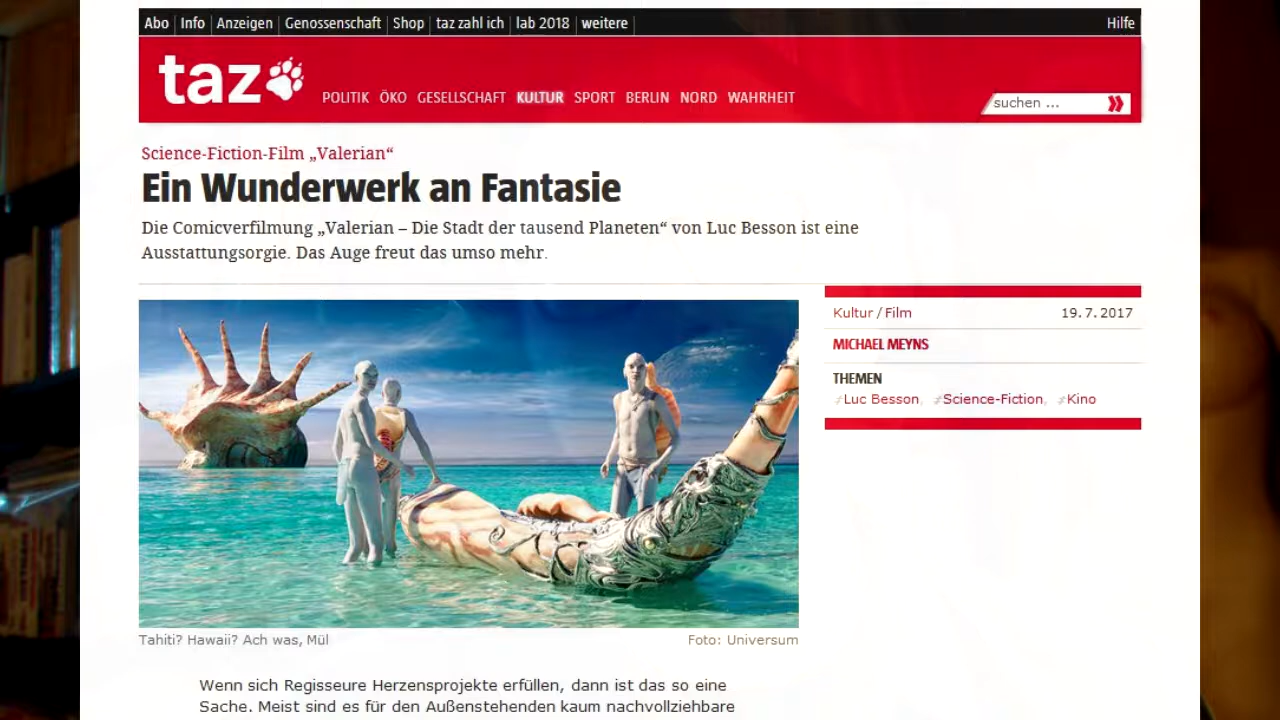 Abo Info Anzeigen Genossenschaft Shop taz zahl ich lab 2018 weitere Hilfe
taz
POLITIK ÖKO GESELLSCHAFT KULTUR SPORT BERLIN NORD WAHRHEIT
suchen ...
Science-Fiction-Film „Valerian“
Ein Wunderwerk an Fantasie
Die Comicverfilmung „Valerian – Die Stadt der tausend Planeten“ von Luc Besson ist eine
Ausstattungsorgie. Das Auge freut das umso mehr.
Kultur / Film 19. 7. 2017
MICHAEL MEYNS
THEMEN
Luc Besson, Science-Fiction, Kino
Tahiti? Hawaii? Ach was, Mül Foto: Universum
Wenn sich Regisseure Herzensprojekte erfüllen, dann ist das so eine
Sache. Meist sind es für den Außenstehenden kaum nachvollziehbare